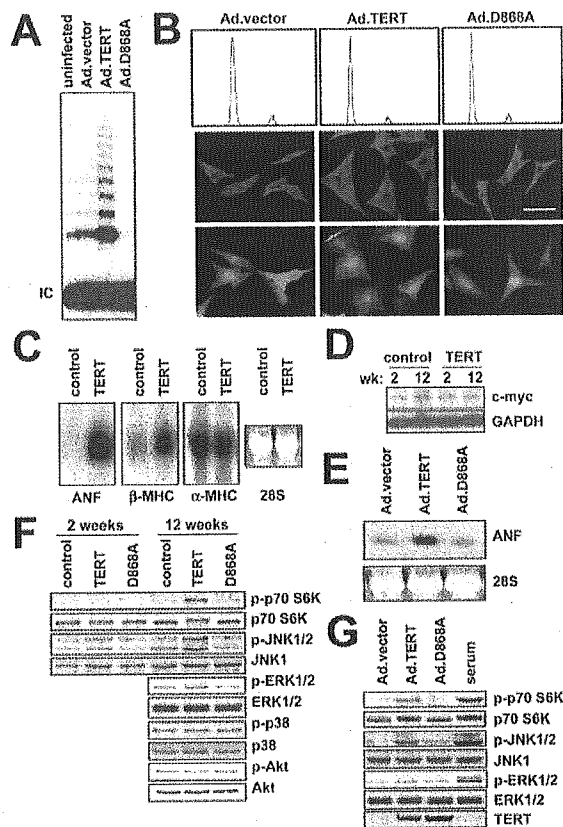 A
uninfected
Ad.vector
Ad.TERT
Ad.D868A
IC
B
Ad.vector
Ad.TERT
Ad.D868A
C
control
TERT
control
TERT
control
TERT
control
TERT
ANF
β-MHC
α-MHC
28S
D
control
TERT
wk: 2 12 2 12
c-myc
GAPDH
E
Ad.vector
Ad.TERT
Ad.D868A
ANF
28S
F
2 weeks
12 weeks
control
TERT
D868A
control
TERT
D868A
p-p70 S6K
p70 S6K
p-JNK1/2
JNK1
p-ERK1/2
ERK1/2
p-p38
p38
p-Akt
Akt
G
Ad.vector
Ad.TERT
Ad.D868A
serum
p-p70 S6K
p70 S6K
p-JNK1/2
JNK1
p-ERK1/2
ERK1/2
TERT